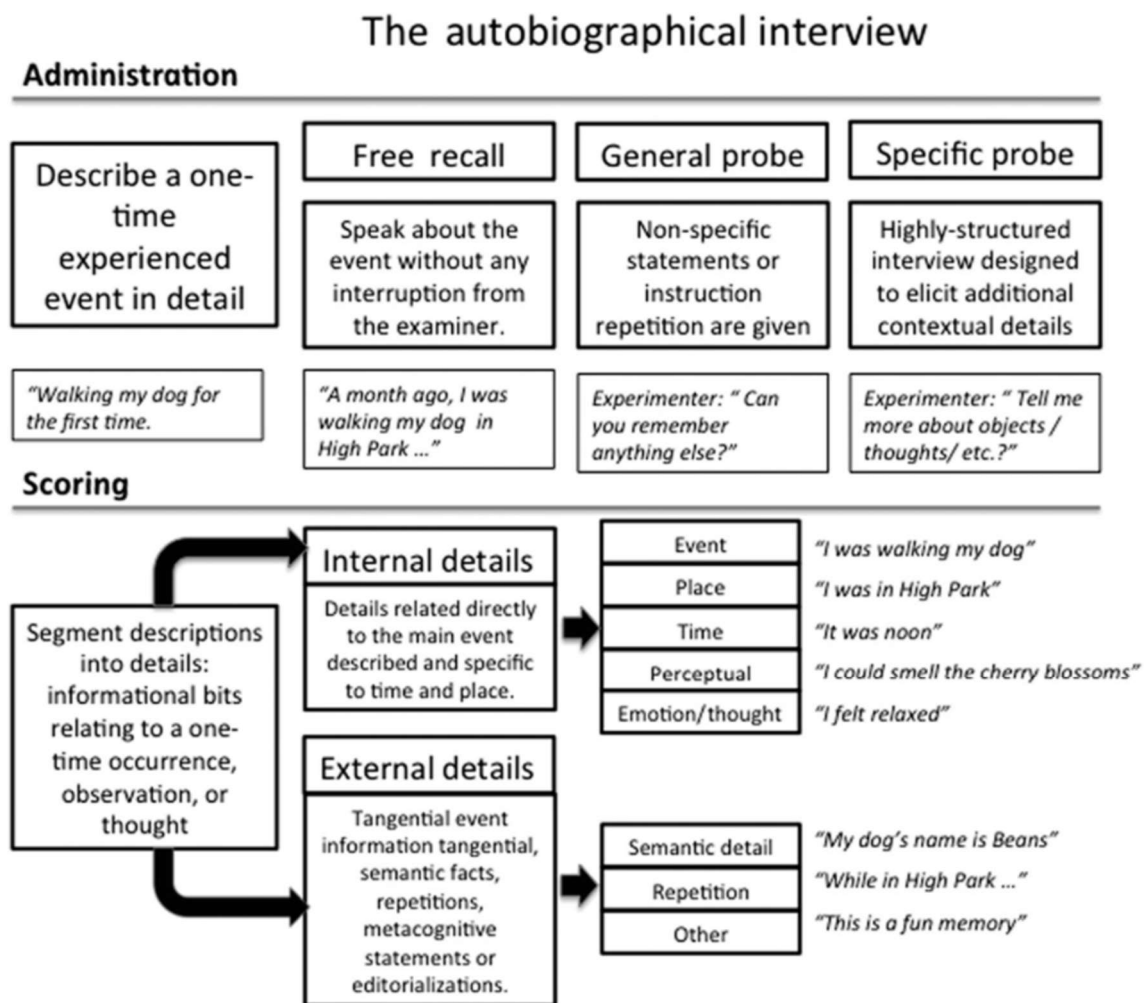 The autobiographical interview
Administration
Describe a one-
time
experienced
event in detail
Free recall
General probe
Specific probe
Speak about the
event without any
interruption from
the examiner.
Non-specific
statements or
instruction
repetition are given
Highly-structured
interview designed
to elicit additional
contextual details
"Walking my dog for
the first time.
"A month ago, I was
walking my dog in
High Park ..."
Experimenter: " Can
you remember
anything else?"
Experimenter: " Tell me
more about objects /
thoughts/ etc.?"
Scoring
Segment descriptions
into details:
informational bits
relating to a one-
time occurrence,
observation, or
thought
Internal details
Details related directly
to the main event
described and specific
to time and place.
Event
"I was walking my dog"
Place
"I was in High Park"
Time
"It was noon"
Perceptual
"I could smell the cherry blossoms"
Emotion/thought
"I felt relaxed"
External details
Tangential event
information tangential,
semantic facts,
repetitions,
metacognitive
statements or
editorializations.
Semantic detail
"My dog's name is Beans"
Repetition
"While in High Park ..."
Other
"This is a fun memory"